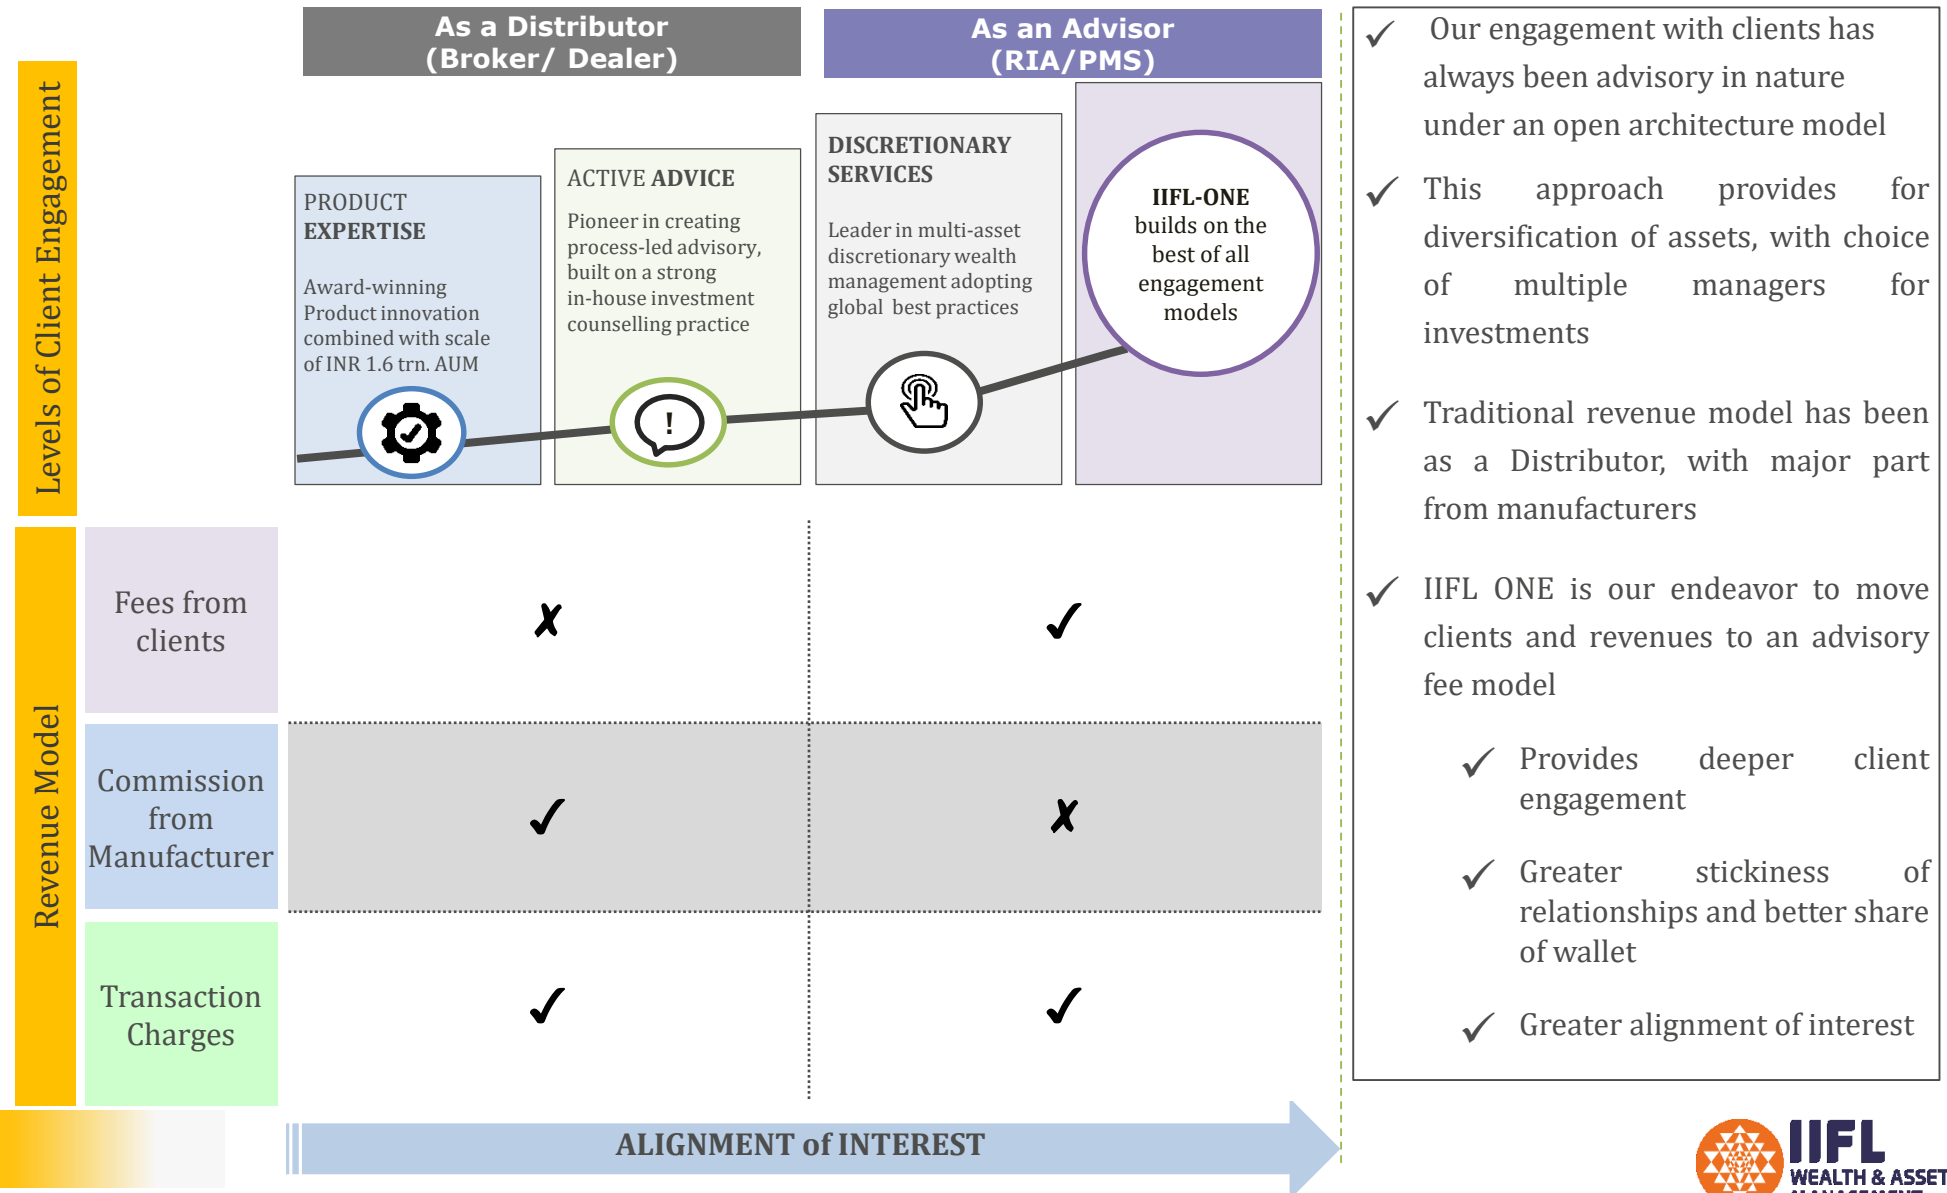 As a Distributor
(Broker/ Dealer)
As an Advisor
(RIA/PMS)
Levels of Client Engagement
PRODUCT
EXPERTISE
Award-winning
Product innovation
combined with scale
of INR 1.6 trn. AUM
ACTIVE ADVICE
Pioneer in creating
process-led advisory,
built on a strong
in-house investment
counselling practice
!
DISCRETIONARY
SERVICES
Leader in multi-asset
discretionary wealth
management adopting
global best practices
IIFL-ONE
builds on the
best of all
engagement
models
Revenue Model
Fees from
clients
✗ ✓
Commission
from
Manufacturer
✓ ✗
Transaction
Charges
✓ ✓
ALIGNMENT of INTEREST
✓ Our engagement with clients has
always been advisory in nature
under an open architecture model
✓ This approach provides for
diversification of assets, with choice
of multiple managers for
investments
✓ Traditional revenue model has been
as a Distributor, with major part
from manufacturers
✓ IIFL ONE is our endeavor to move
clients and revenues to an advisory
fee model
✓ Provides deeper client
engagement
✓ Greater stickiness of
relationships and better share
of wallet
✓ Greater alignment of interest
IIFL
WEALTH & ASSET
MANAGEMENT